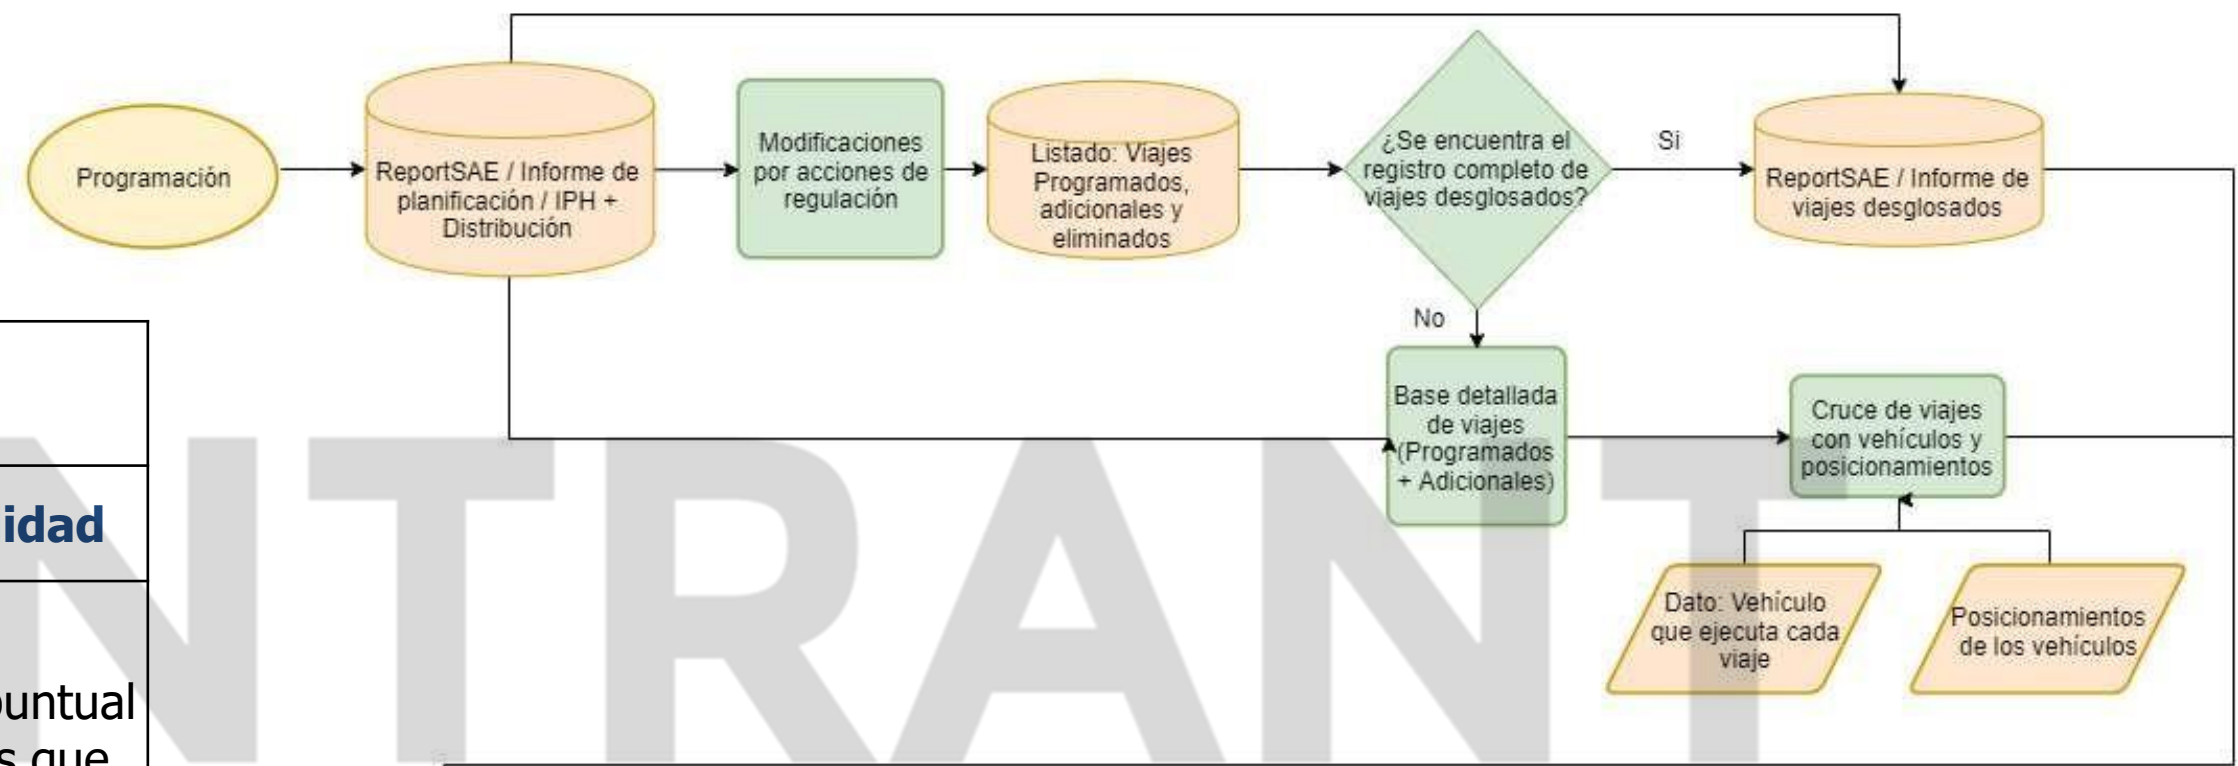 Programación
ReportSAE / Informe de
planificación / IPH +
Distribución
Modificaciones
por acciones de
regulación
Listado: Viajes
Programados,
adicionales y
eliminados
¿Se encuentra el
registro completo de
viajes desglosados?
Si
ReportSAE / Informe de
viajes desglosados
No
Base detallada
de viajes
(Programados
+ Adicionales)
Cruce de viajes
con vehículos y
posicionamientos
Dato: Vehículo
que ejecuta cada
viaje
Posicionamientos
de los vehículos
idad
puntual
s que
NTRANT